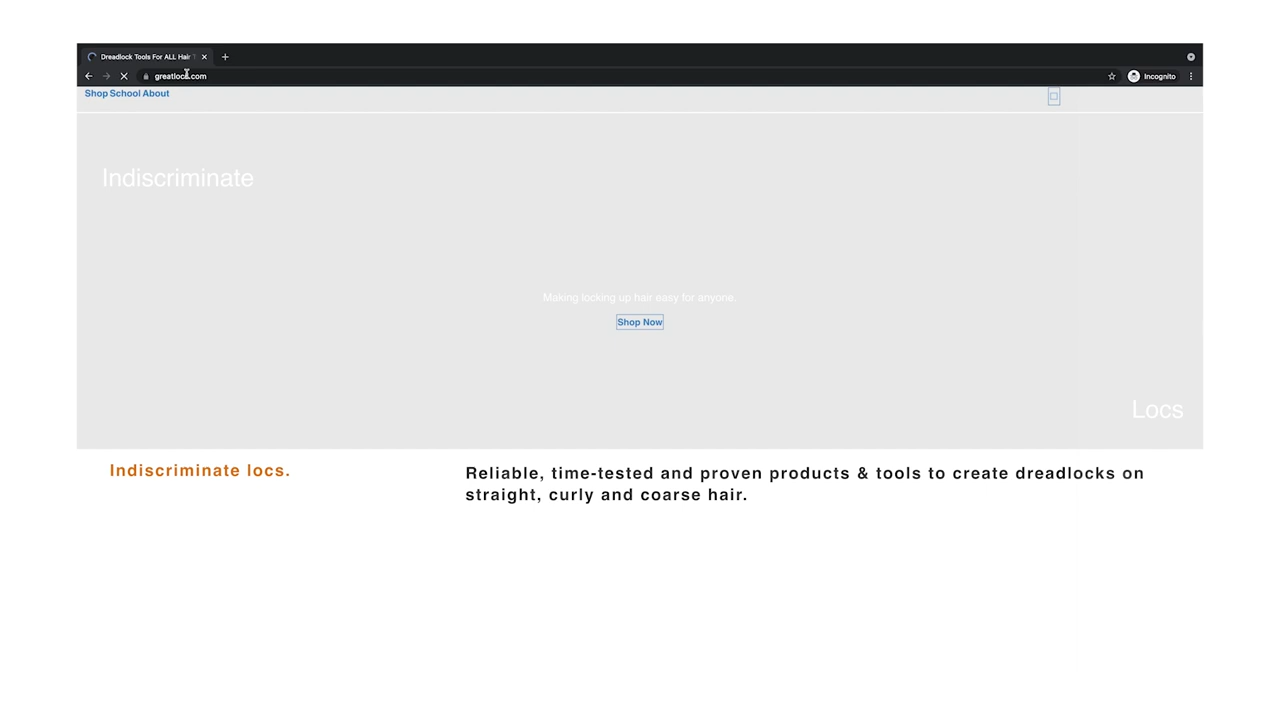 Dreadlock Tools For ALL Hair
greatlocs.com
Incognito
Shop School About
Indiscriminate
Making locking up hair easy for anyone.
Shop Now
Locs
Indiscriminate locs.
Reliable, time-tested and proven products & tools to create dreadlocks on
straight, curly and coarse hair.